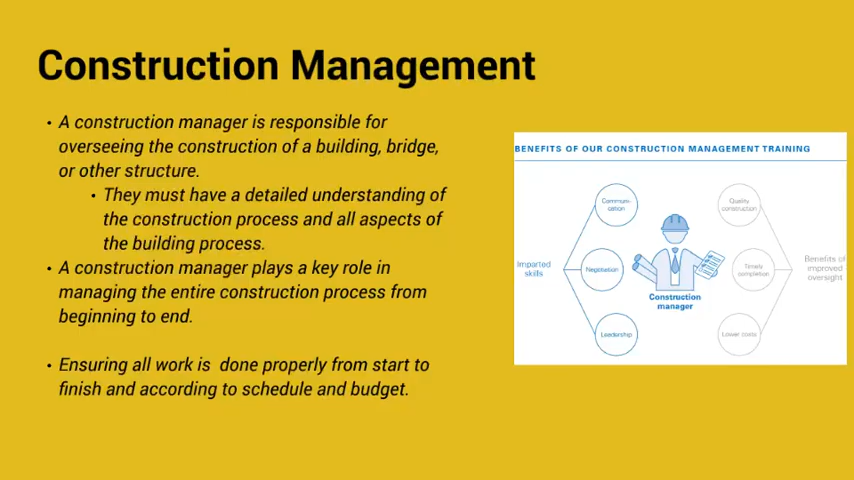 Construction Management
• A construction manager is responsible for
overseeing the construction of a building, bridge,
or other structure.
• They must have a detailed understanding of
the construction process and all aspects of
the building process.
• A construction manager plays a key role in
managing the entire construction process from
beginning to end.
• Ensuring all work is  done properly from start to
finish and according to schedule and budget.
BENEFITS OF OUR CONSTRUCTION MANAGEMENT TRAINING
Imparted
skills
Communi-
cation
Negotiation
Leadership
Construction
manager
Quality
construction
Timely
completion
Lower costs
Benefits of
improved
oversight